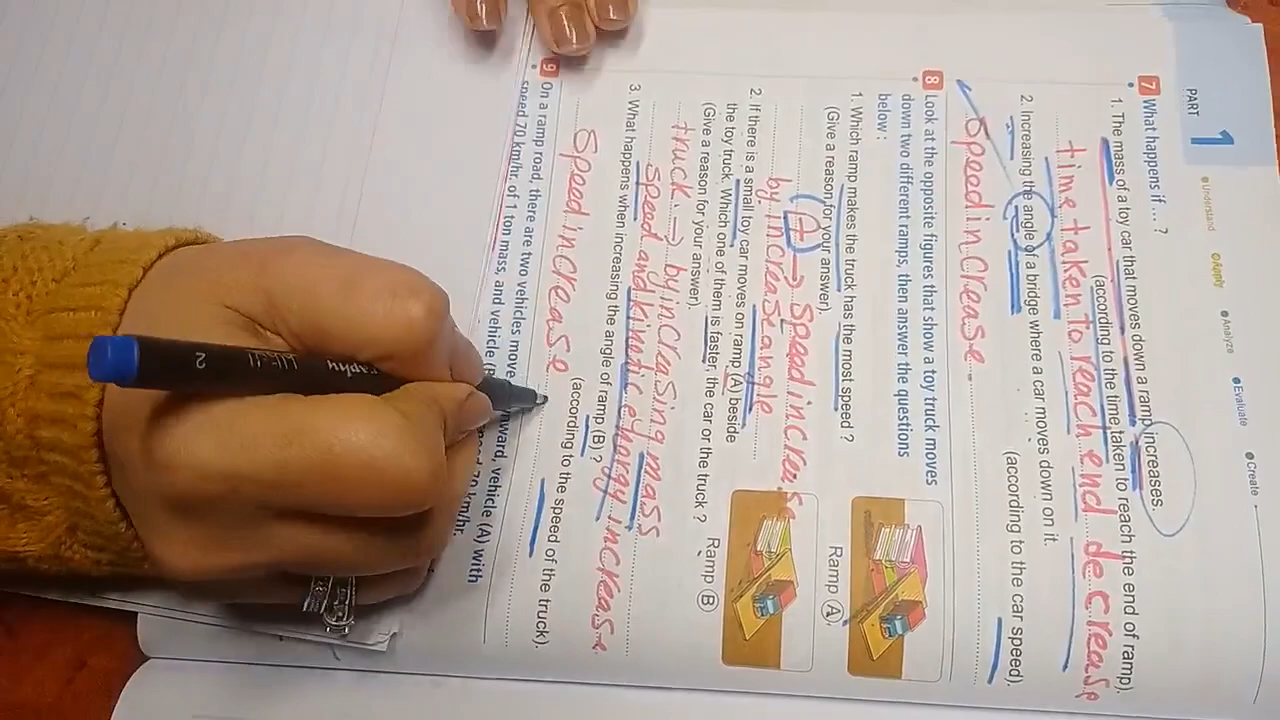 PART 1
Understand Apply Analyze Evaluate Create
7 What happens if ... ?
1. The mass of a toy car that moves down a ramp increases.
(according to the time taken to reach the end of ramp).
time taken to reach end decrease
2. Increasing the angle of a bridge where a car moves down on it.
(according to the car speed).
Speed increase
8 Look at the opposite figures that show a toy truck moves
down two different ramps, then answer the questions
below :
1. Which ramp makes the truck has the most speed ?
(Give a reason for your answer).
(A) → Speed increase
by increase angle
Ramp A
2. If there is a small toy car moves on ramp (A) beside
the toy truck. Which one of them is faster, the car or the truck ?
(Give a reason for your answer).
Ramp B
truck → by incrasing mass
speed and kinetic energy increase
3. What happens when increasing the angle of ramp (B) ?
(according to the speed of the truck).
Speed increase
9 On a ramp road, there are two vehicles move nward, vehicle (A) with
speed 70 km/hr. of 1 ton mass, and vehicle 70 km/hr.
2